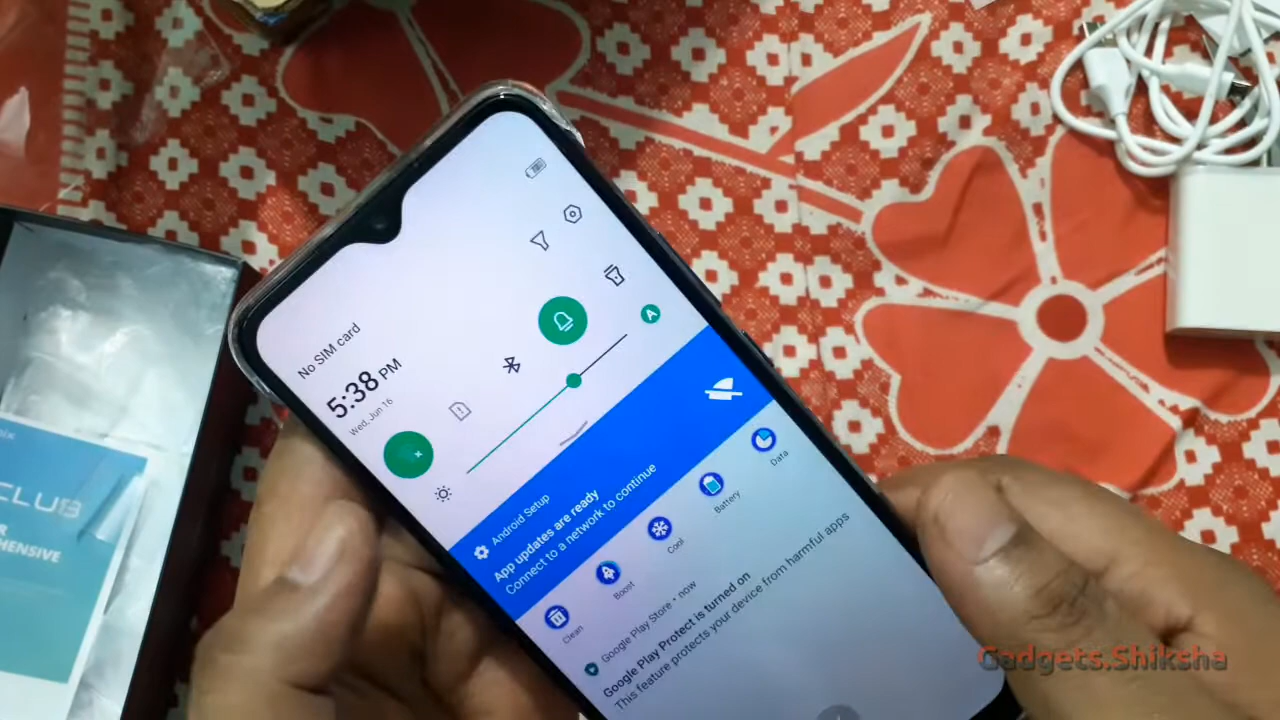 No SIM card
5:38 PM
Wed, Jun 16
A
Android Setup
App updates are ready
Connect to a network to continue
Clean
Boost
Cool
Battery
Data
Google Play Store • now
Google Play Protect is turned on
This feature protects your device from harmful apps
CLUB
HENSIVE
Gadgets.Shiksha